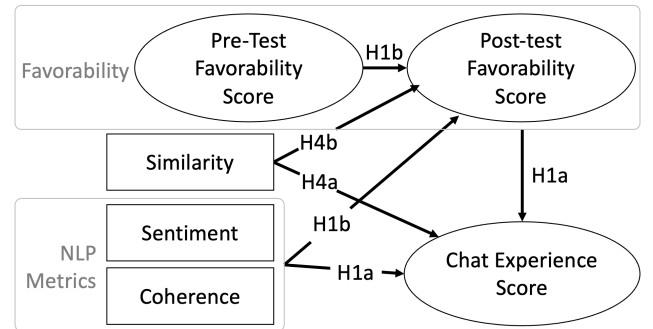 Pre-Test
Favorability
Score
H1b
Post-test
Favorability
Score
Favorability
Similarity
H4b
H4a
H1a
NLP
Metrics
Sentiment
Coherence
H1b
H1a
Chat Experience
Score